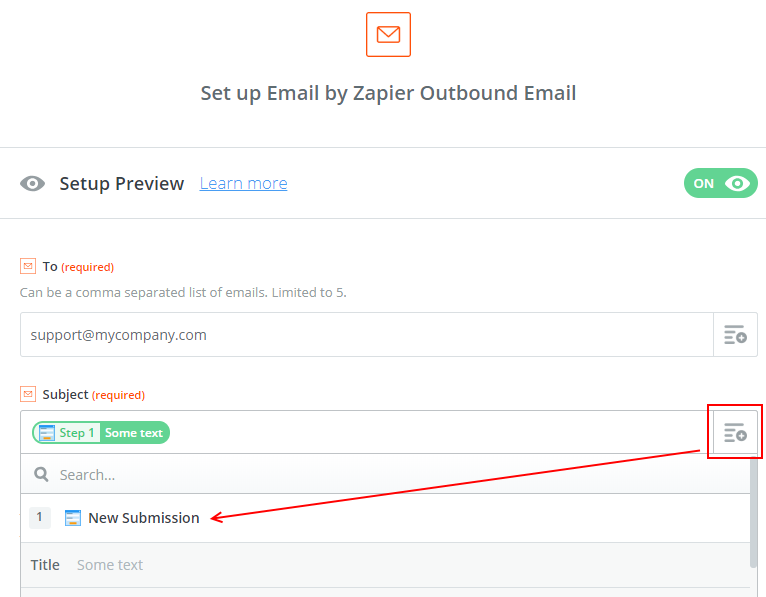 Set up Email by Zapier Outbound Email
Setup Preview Learn more ON
To (required)
Can be a comma separated list of emails. Limited to 5.
support@mycompany.com
Subject (required)
Step 1 Some text
Search...
1 New Submission
Title Some text